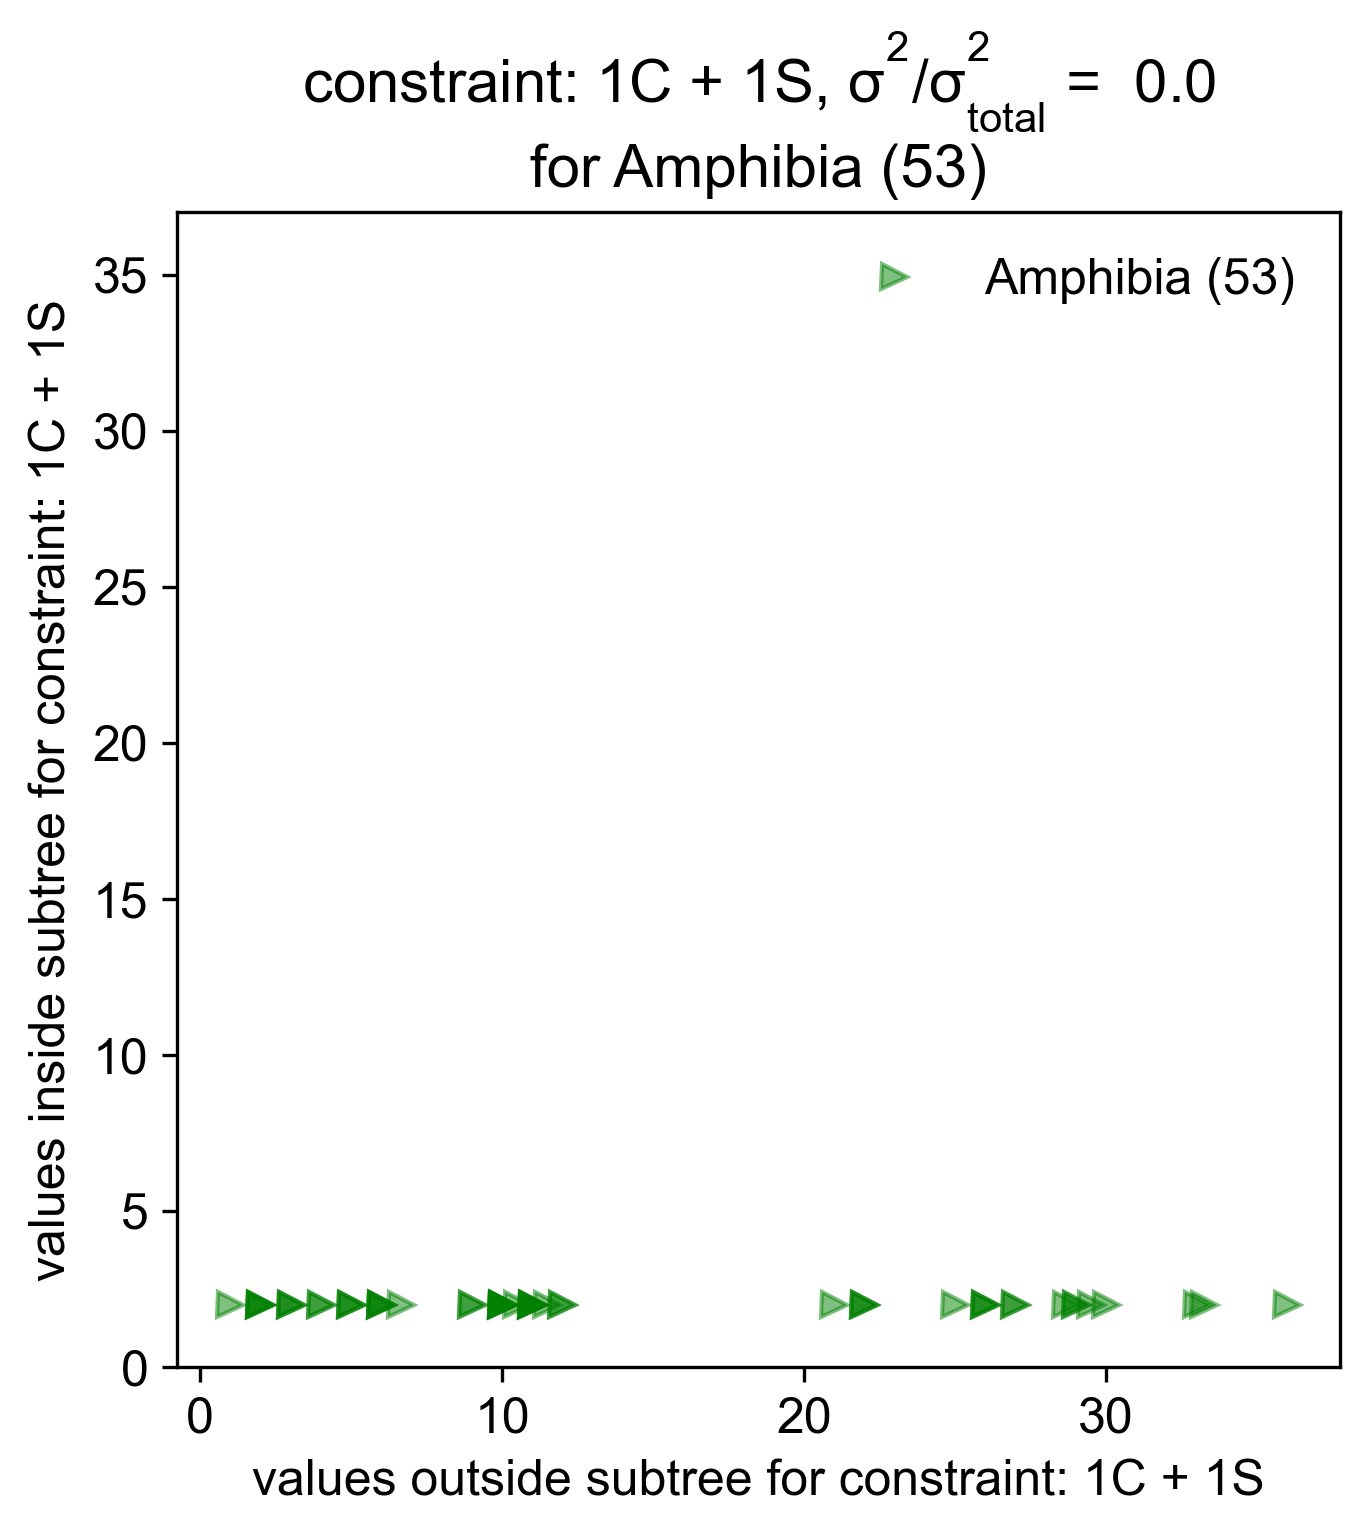 constraint: 1C + 1S, σ²/σ²total = 0.0
for Amphibia (53)
Amphibia (53)
values inside subtree for constraint: 1C + 1S
35
30
25
20
15
10
5
0
0 10 20 30
values outside subtree for constraint: 1C + 1S